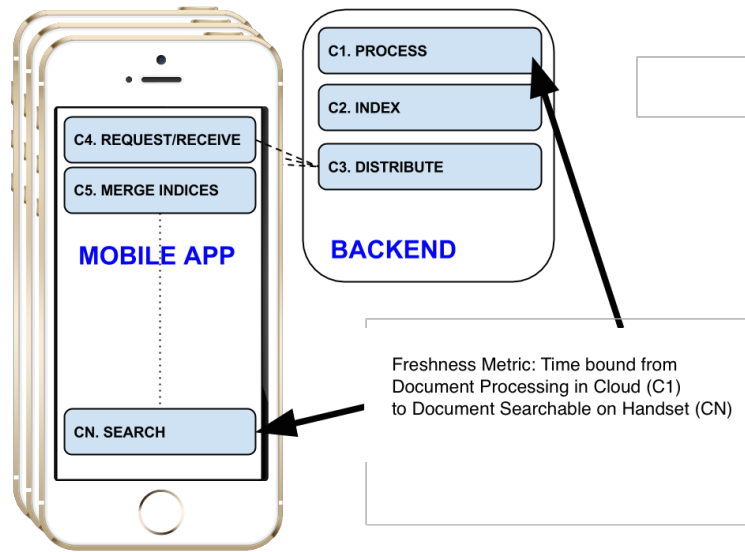 C4. REQUEST/RECEIVE
C5. MERGE INDICES
MOBILE APP
CN. SEARCH
C1. PROCESS
C2. INDEX
C3. DISTRIBUTE
BACKEND
Freshness Metric: Time bound from
Document Processing in Cloud (C1)
to Document Searchable on Handset (CN)